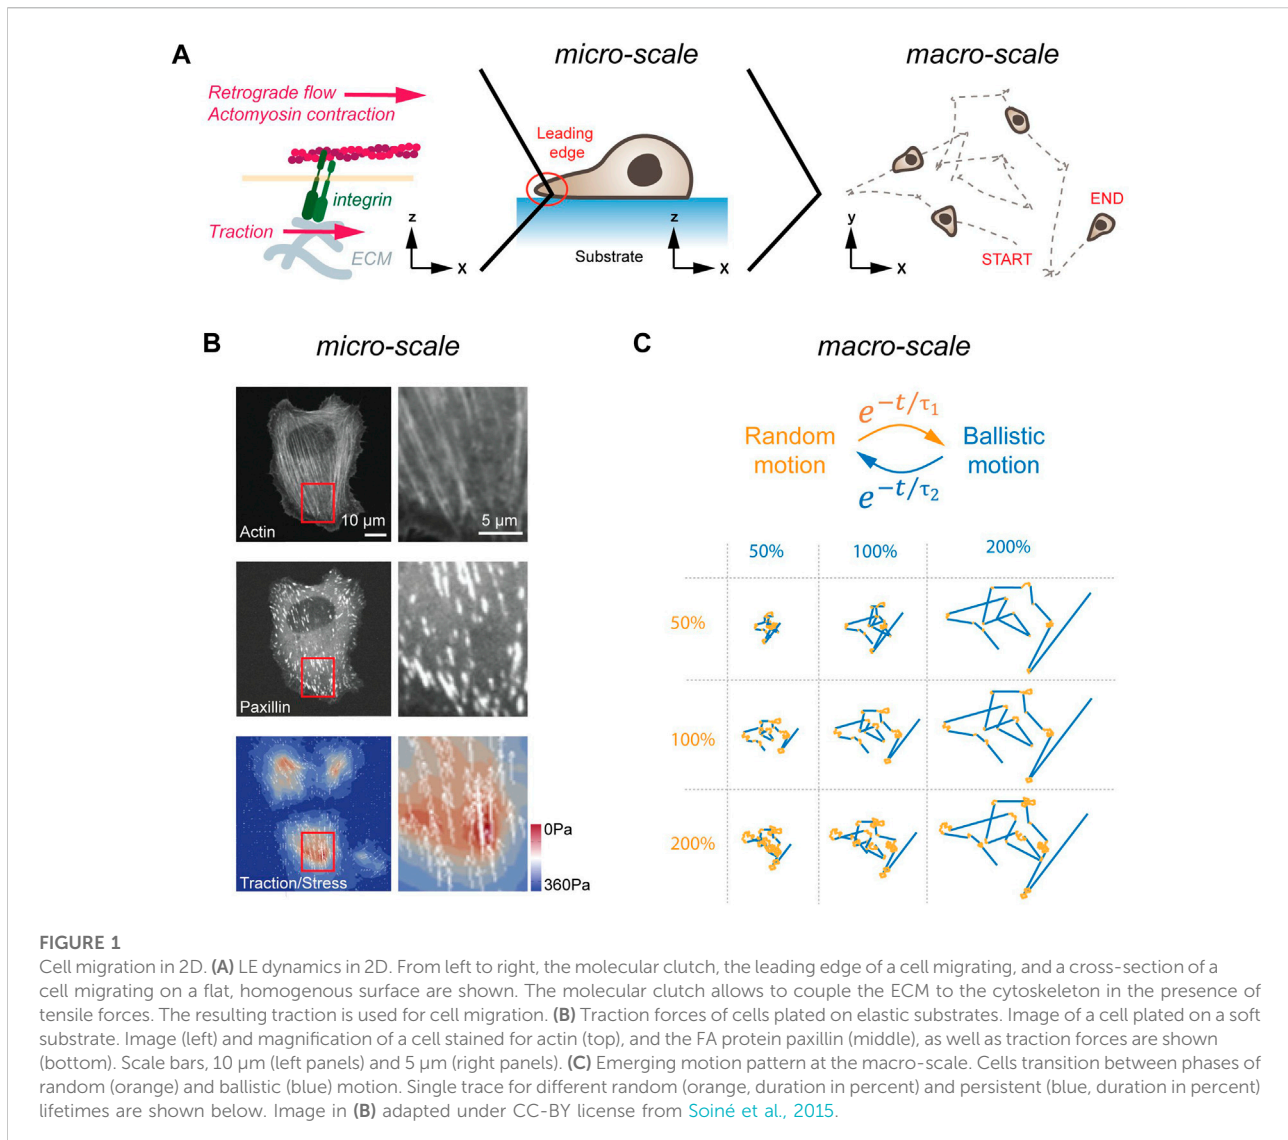 A
micro-scale
macro-scale
Retrograde flow
Actomyosin contraction
integrin
Traction
ECM
z
x
Leading
edge
Substrate
z
x
y
x
START
END
B
micro-scale
Actin
10 µm
5 µm
Paxillin
Traction/Stress
0Pa
360Pa
C
macro-scale
Random
motion
e^{-t/τ_1}
Ballistic
motion
e^{-t/τ_2}
50%
100%
200%
50%
100%
200%
FIGURE 1
Cell migration in 2D. (A) LE dynamics in 2D. From left to right, the molecular clutch, the leading edge of a cell migrating, and a cross-section of a
cell migrating on a flat, homogenous surface are shown. The molecular clutch allows to couple the ECM to the cytoskeleton in the presence of
tensile forces. The resulting traction is used for cell migration. (B) Traction forces of cells plated on elastic substrates. Image of a cell plated on a soft
substrate. Image (left) and magnification of a cell stained for actin (top), and the FA protein paxillin (middle), as well as traction forces are shown
(bottom). Scale bars, 10 µm (left panels) and 5 µm (right panels). (C) Emerging motion pattern at the macro-scale. Cells transition between phases of
random (orange) and ballistic (blue) motion. Single trace for different random (orange, duration in percent) and persistent (blue, duration in percent)
lifetimes are shown below. Image in (B) adapted under CC-BY license from Soiné et al., 2015.